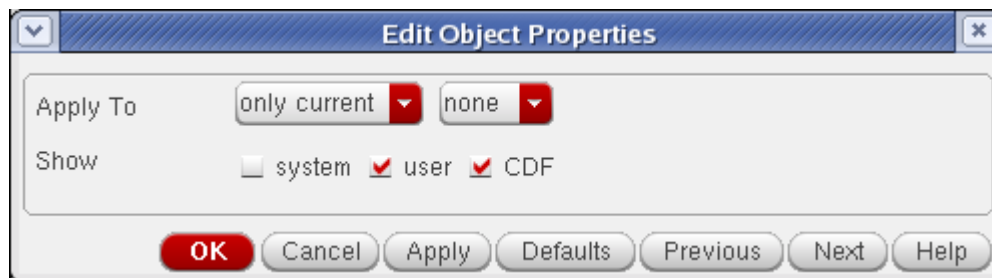 Edit Object Properties
Apply To only current none
Show system user CDF
OK Cancel Apply Defaults Previous Next Help